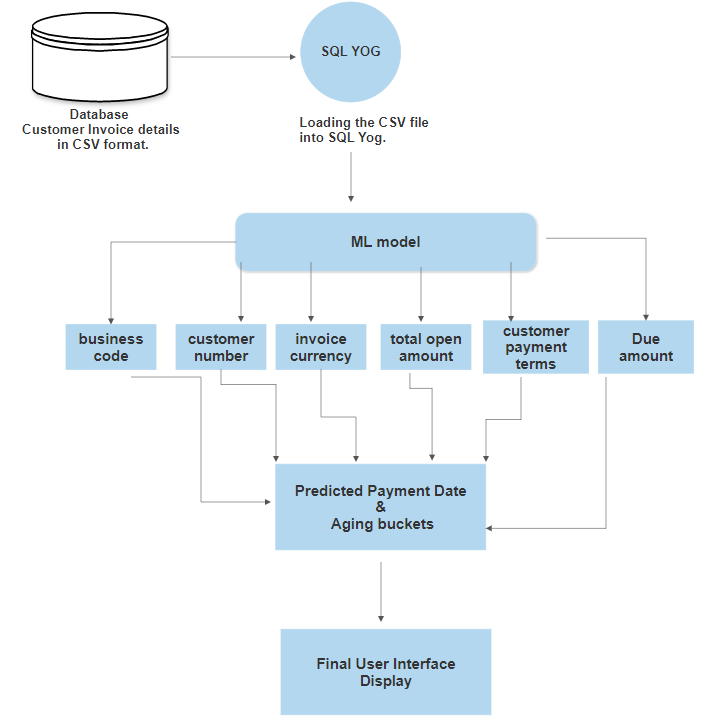 SQL YOG
Database
Customer Invoice details
in CSV format.
Loading the CSV file
into SQL Yog.
ML model
business
code
customer
number
invoice
currency
total open
amount
customer
payment
terms
Due
amount
Predicted Payment Date
&
Aging buckets
Final User Interface
Display